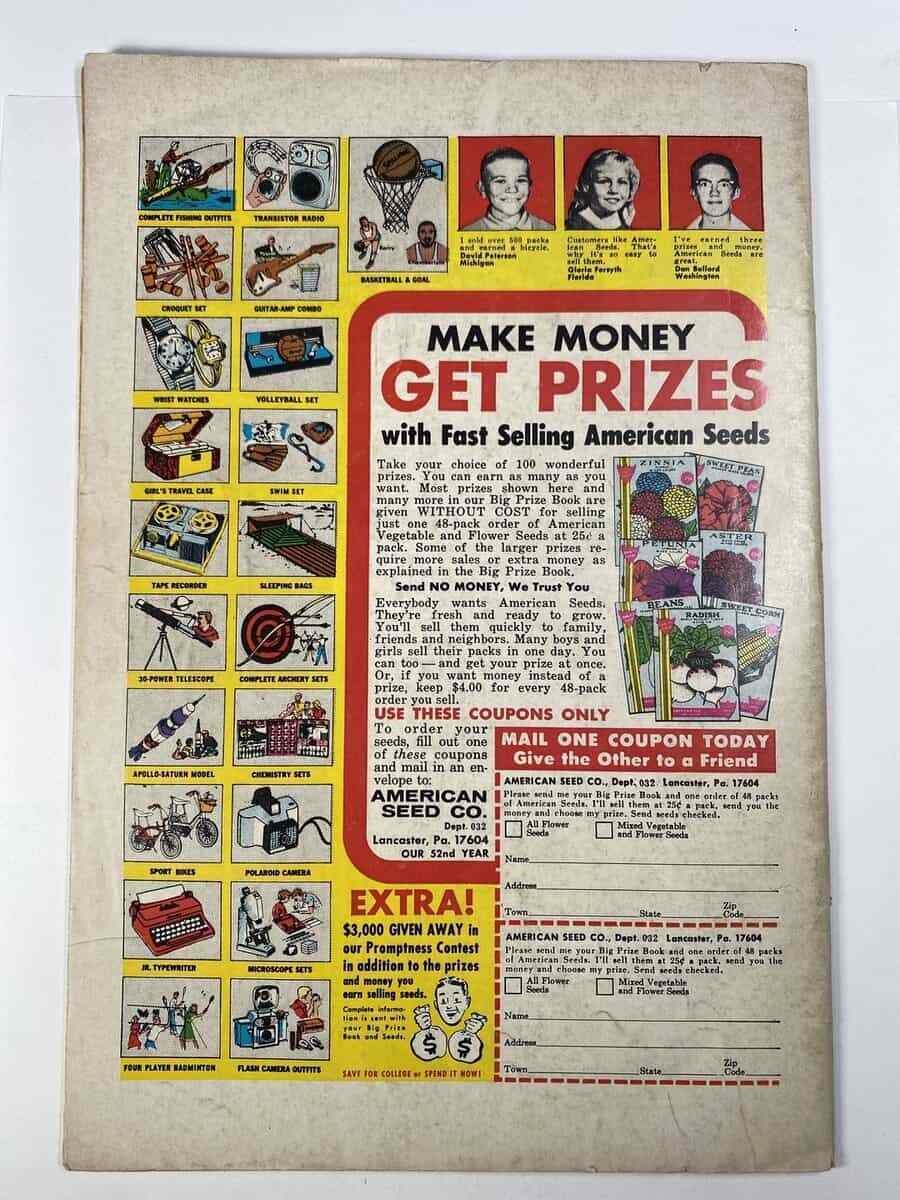 COMPLETE FISHING OUTFITS
TRANSISTOR RADIO
BASKETBALL & GOAL
CROQUET SET
GUITAR-AMP COMBO
WRIST WATCHES
VOLLEYBALL SET
GIRL'S TRAVEL CASE
SWIM SET
TAPE RECORDER
SLEEPING BAGS
30-POWER TELESCOPE
COMPLETE ARCHERY SETS
APOLLO-SATURN MODEL
CHEMISTRY SETS
SPORT BIKES
POLAROID CAMERA
JR. TYPEWRITER
MICROSCOPE SETS
FOUR PLAYER BADMINTON
FLASH CAMERA OUTFITS
I sold over 500 packs
and earned a bicycle.
David Peterson
Michigan
Customers like Amer-
ican Seeds. That's
why it's so easy to
sell them.
Gloria Forsyth
Florida
I've earned three
prizes and money.
American Seeds are
great.
Dan Ballard
Washington
MAKE MONEY
GET PRIZES
with Fast Selling American Seeds
Take your choice of 100 wonderful
prizes. You can earn as many as you
want. Most prizes shown here and
many more in our Big Prize Book are
given WITHOUT COST for selling
just one 48-pack order of American
Vegetable and Flower Seeds at 25¢ a
pack. Some of the larger prizes re-
quire more sales or extra money as
explained in the Big Prize Book.
Send NO MONEY, We Trust You
Everybody wants American Seeds.
They're fresh and ready to grow.
You'll sell them quickly to family,
friends and neighbors. Many boys and
girls sell their packs in one day. You
can too — and get your prize at once.
Or, if you want money instead of a
prize, keep $4.00 for every 48-pack
order you sell.
ZINNIA
SWEET PEAS
PETUNIA
ASTER
BEANS
RADISH
SWEET CORN
USE THESE COUPONS ONLY
To order your
seeds, fill out one
of these coupons
and mail in an en-
velope to:
AMERICAN
SEED CO.
Dept. 032
Lancaster, Pa. 17604
OUR 52nd YEAR
MAIL ONE COUPON TODAY
Give the Other to a Friend
AMERICAN SEED CO., Dept. 032 Lancaster, Pa. 17604
Please send me your Big Prize Book and one order of 48 packs
of American Seeds. I'll sell them at 25¢ a pack, send you the
money and choose my prize. Send seeds checked.
All Flower Seeds
Mixed Vegetable and Flower Seeds
Name
Address
Town State Zip Code
AMERICAN SEED CO., Dept. 032 Lancaster, Pa. 17604
Please send me your Big Prize Book and one order of 48 packs
of American Seeds. I'll sell them at 25¢ a pack, send you the
money and choose my prize. Send seeds checked.
All Flower Seeds
Mixed Vegetable and Flower Seeds
Name
Address
Town State Zip Code
EXTRA!
$3,000 GIVEN AWAY in
our Promptness Contest
in addition to the prizes
and money you
earn selling seeds.
Complete informa-
tion is sent with
your Big Prize
Book and Seeds.
$ $
SAVE FOR COLLEGE or SPEND IT NOW!